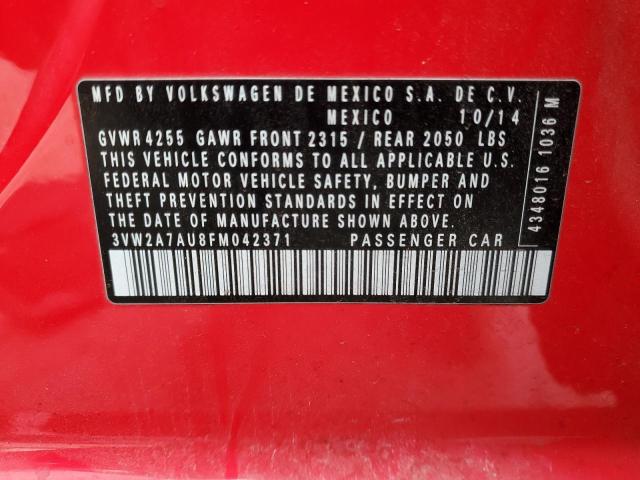 MFD BY VOLKSWAGEN DE MEXICO S.A. DE C.V.
MEXICO 10/14
GVWR 4255 GAWR FRONT 2315 / REAR 2050 LBS
THIS VEHICLE CONFORMS TO ALL APPLICABLE U.S.
FEDERAL MOTOR VEHICLE SAFETY, BUMPER AND
THEFT PREVENTION STANDARDS IN EFFECT ON
THE DATE OF MANUFACTURE SHOWN ABOVE.
3VW2A7AU8FM042371 PASSENGER CAR
4348016 1036 M